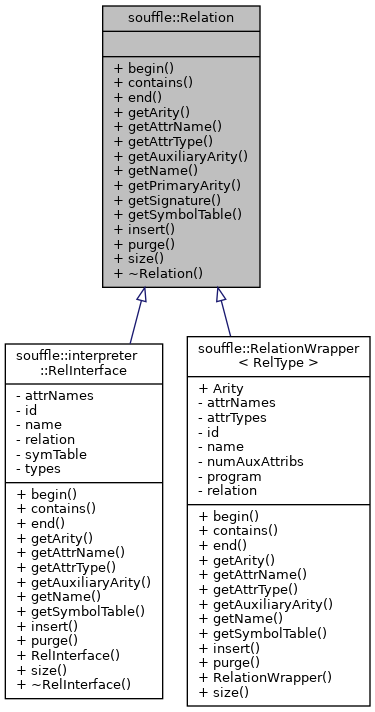 souffle::Relation
+ begin()
+ contains()
+ end()
+ getArity()
+ getAttrName()
+ getAttrType()
+ getAuxiliaryArity()
+ getName()
+ getPrimaryArity()
+ getSignature()
+ getSymbolTable()
+ insert()
+ purge()
+ size()
+ ~Relation()
souffle::interpreter
::RelInterface
- attrNames
- id
- name
- relation
- symTable
- types
+ begin()
+ contains()
+ end()
+ getArity()
+ getAttrName()
+ getAttrType()
+ getAuxiliaryArity()
+ getName()
+ getSymbolTable()
+ insert()
+ purge()
+ RelInterface()
+ size()
+ ~RelInterface()
souffle::RelationWrapper
< RelType >
+ Arity
- attrNames
- attrTypes
- id
- name
- numAuxAttribs
- program
- relation
+ begin()
+ contains()
+ end()
+ getArity()
+ getAttrName()
+ getAttrType()
+ getAuxiliaryArity()
+ getName()
+ getSymbolTable()
+ insert()
+ purge()
+ RelationWrapper()
+ size()